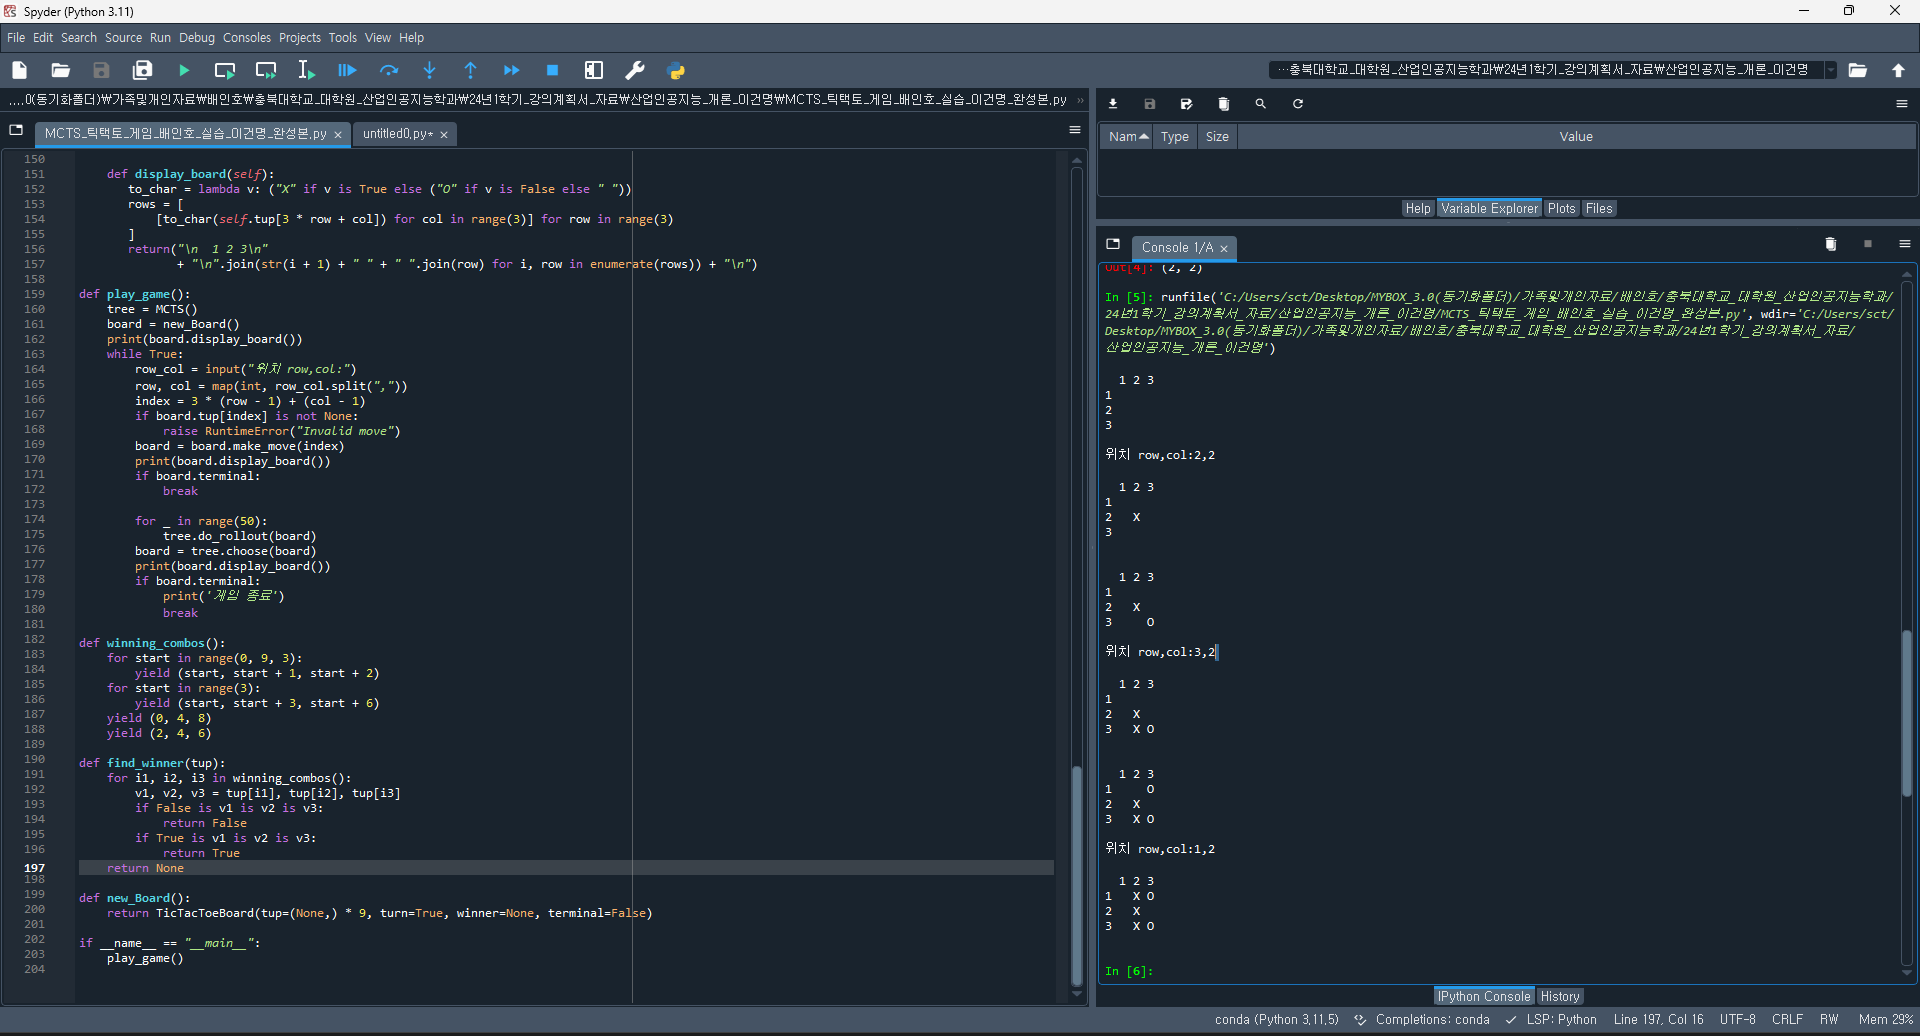 Spyder (Python 3.11)
File Edit Search Source Run Debug Consoles Projects Tools View Help
…충북대학교_대학원_산업인공지능학과₩24년1학기_강의계획서_자료₩산업인공지능_개론_이건명
....0(동기화폴더)₩가족및개인자료₩배인호₩충북대학교_대학원_산업인공지능학과₩24년1학기_강의계획서_자료₩산업인공지능_개론_이건명₩MCTS_틱택토_게임_배인호_실습_이건명_완성본.py
MCTS_틱택토_게임_배인호_실습_이건명_완성본.py
untitled0.py*
150
151 def display_board(self):
152 to_char = lambda v: ("X" if v is True else ("O" if v is False else " "))
153 rows = [
154 [to_char(self.tup[3 * row + col]) for col in range(3)] for row in range(3)
155 ]
156 return("\n  1 2 3\n"
157 + "\n".join(str(i + 1) + " " + " ".join(row) for i, row in enumerate(rows)) + "\n")
158
159 def play_game():
160 tree = MCTS()
161 board = new_Board()
162 print(board.display_board())
163 while True:
164 row_col = input("위치 row,col:")
165 row, col = map(int, row_col.split(","))
166 index = 3 * (row - 1) + (col - 1)
167 if board.tup[index] is not None:
168 raise RuntimeError("Invalid move")
169 board = board.make_move(index)
170 print(board.display_board())
171 if board.terminal:
172 break
173
174 for _ in range(50):
175 tree.do_rollout(board)
176 board = tree.choose(board)
177 print(board.display_board())
178 if board.terminal:
179 print('게임 종료')
180 break
181
182 def winning_combos():
183 for start in range(0, 9, 3):
184 yield (start, start + 1, start + 2)
185 for start in range(3):
186 yield (start, start + 3, start + 6)
187 yield (0, 4, 8)
188 yield (2, 4, 6)
189
190 def find_winner(tup):
191 for i1, i2, i3 in winning_combos():
192 v1, v2, v3 = tup[i1], tup[i2], tup[i3]
193 if False is v1 is v2 is v3:
194 return False
195 if True is v1 is v2 is v3:
196 return True
197 return None
198
199 def new_Board():
200 return TicTacToeBoard(tup=(None,) * 9, turn=True, winner=None, terminal=False)
201
202 if __name__ == "__main__":
203 play_game()
204
Nam Type Size Value
Help Variable Explorer Plots Files
Console 1/A
Out[4]: (2, 2)
In [5]: runfile('C:/Users/sct/Desktop/MYBOX_3.0(동기화폴더)/가족및개인자료/배인호/충북대학교_대학원_산업인공지능학과/
24년1학기_강의계획서_자료/산업인공지능_개론_이건명/MCTS_틱택토_게임_배인호_실습_이건명_완성본.py', wdir='C:/Users/sct/
Desktop/MYBOX_3.0(동기화폴더)/가족및개인자료/배인호/충북대학교_대학원_산업인공지능학과/24년1학기_강의계획서_자료/
산업인공지능_개론_이건명')
1 2 3
1
2
3
위치 row,col:2,2
1 2 3
1
2 X
3
1 2 3
1
2 X
3 O
위치 row,col:3,2
1 2 3
1
2 X
3 X O
1 2 3
1 O
2 X
3 X O
위치 row,col:1,2
1 2 3
1 X O
2 X
3 X O
In [6]:
IPython Console History
conda (Python 3.11.5) Completions: conda LSP: Python Line 197, Col 16 UTF-8 CRLF RW Mem 29%